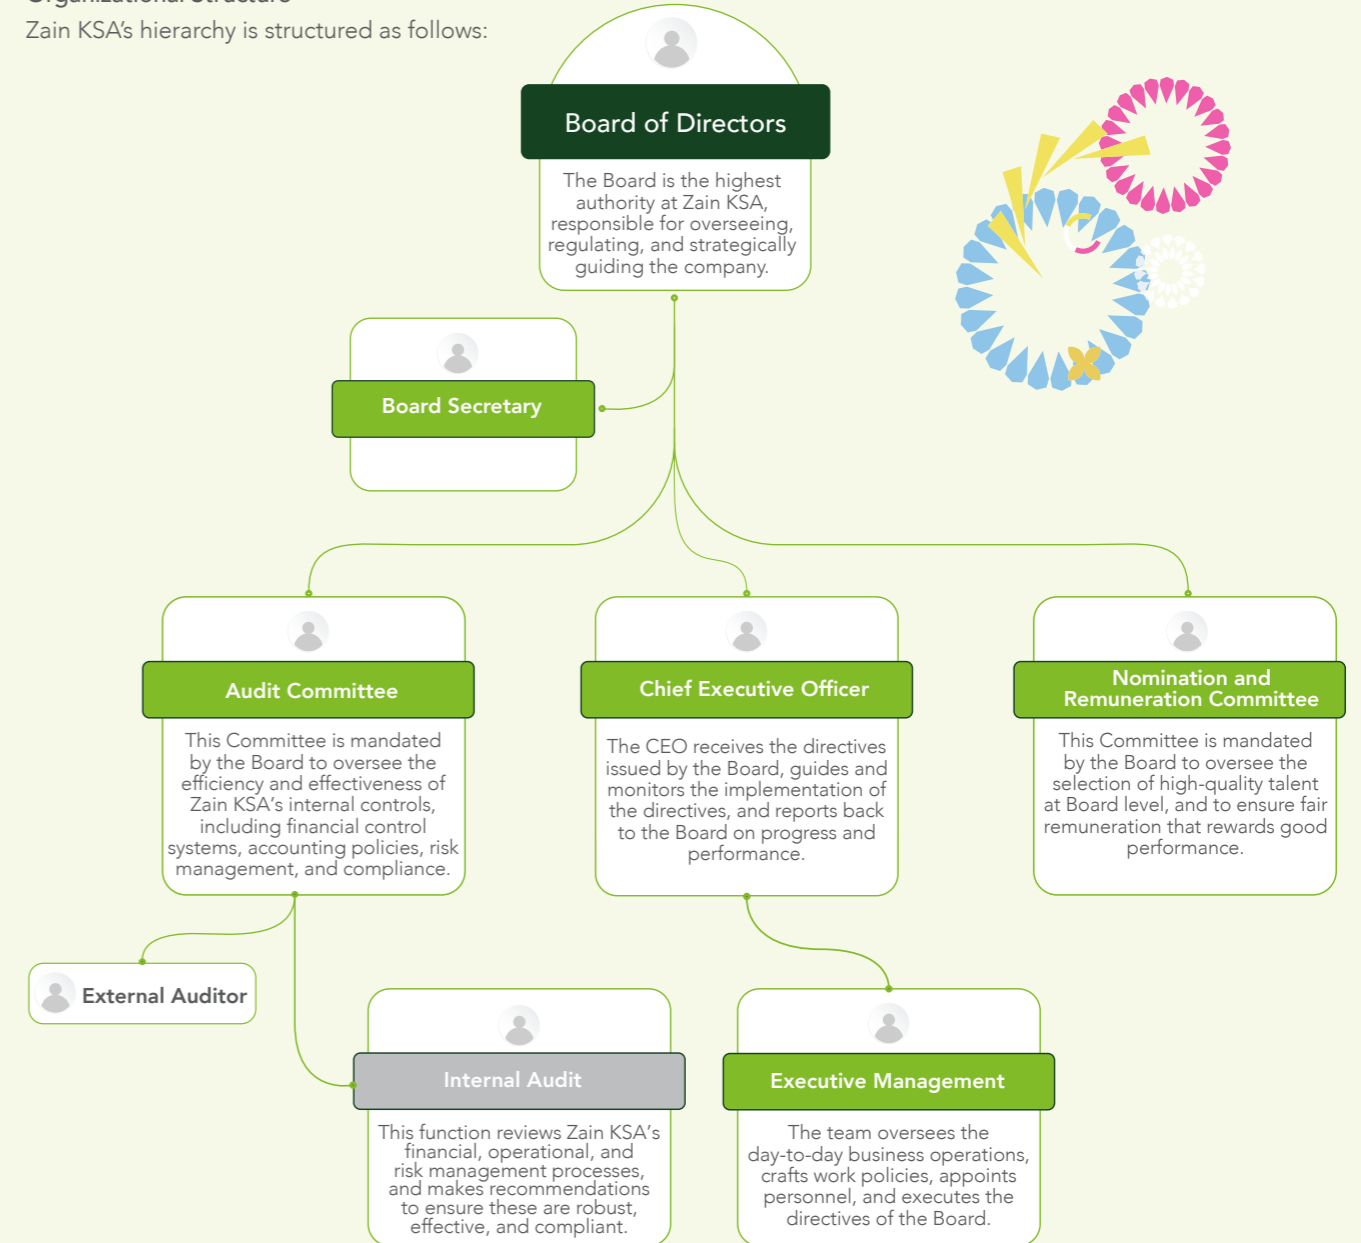 Organizational Structure
Zain KSA’s hierarchy is structured as follows:
Board of Directors
The Board is the highest
authority at Zain KSA,
responsible for overseeing,
regulating, and strategically
guiding the company.
Board Secretary
Audit Committee
This Committee is mandated
by the Board to oversee the
efficiency and effectiveness of
Zain KSA’s internal controls,
including financial control
systems, accounting policies, risk
management, and compliance.
Chief Executive Officer
The CEO receives the directives
issued by the Board, guides and
monitors the implementation of
the directives, and reports back
to the Board on progress and
performance.
Nomination and
Remuneration Committee
This Committee is mandated
by the Board to oversee the
selection of high-quality talent
at Board level, and to ensure fair
remuneration that rewards good
performance.
External Auditor
Internal Audit
This function reviews Zain KSA’s
financial, operational, and
risk management processes,
and makes recommendations
to ensure these are robust,
effective, and compliant.
Executive Management
The team oversees the
day-to-day business operations,
crafts work policies, appoints
personnel, and executes the
directives of the Board.